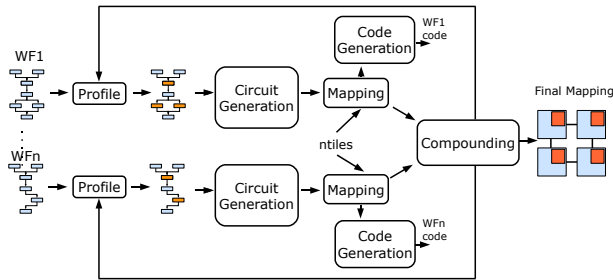 WF1
Profile
Circuit
Generation
Mapping
Code
Generation
WF1
code
ntiles
Compounding
Final Mapping
WFn
Profile
Circuit
Generation
Mapping
Code
Generation
WFn
code